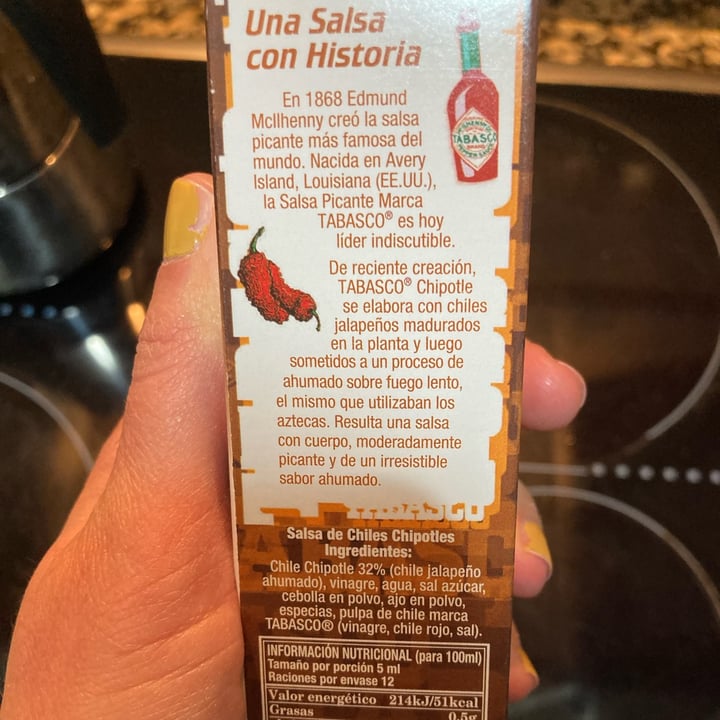 Una Salsa
con Historia
En 1868 Edmund
McIlhenny creó la salsa
picante más famosa del
mundo. Nacida en Avery
Island, Louisiana (EE.UU.),
la Salsa Picante Marca
TABASCO® es hoy
líder indiscutible.
TABASCO
De reciente creación,
TABASCO® Chipotle
se elabora con chiles
jalapeños madurados
en la planta y luego
sometidos a un proceso de
ahumado sobre fuego lento,
el mismo que utilizaban los
aztecas. Resulta una salsa
con cuerpo, moderadamente
picante y de un irresistible
sabor ahumado.
TABASCO
Salsa de Chiles Chipotles
Ingredientes:
Chile Chipotle 32% (chile jalapeño
ahumado), vinagre, agua, sal azúcar,
cebolla en polvo, ajo en polvo,
especias, pulpa de chile marca
TABASCO® (vinagre, chile rojo, sal).
INFORMACIÓN NUTRICIONAL (para 100ml)
Tamaño por porción 5 ml
Raciones por envase 12
Valor energético 214kJ/51kcal
Grasas 0,5g